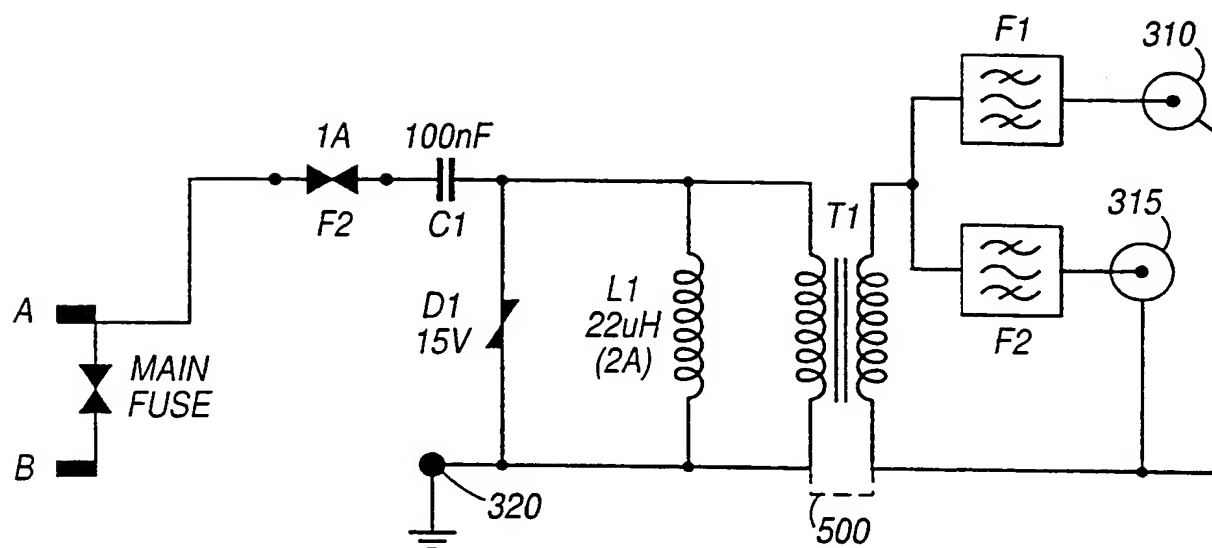 F1
310
1A
100nF
F2
C1
T1
315
A
D1
15V
L1
22uH
(2A)
F2
MAIN
FUSE
B
320
500